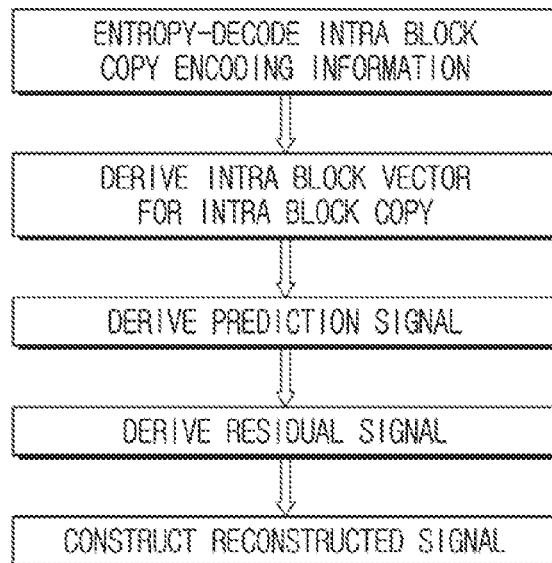 ENTROPY-DECODE INTRA BLOCK
COPY ENCODING INFORMATION
DERIVE INTRA BLOCK VECTOR
FOR INTRA BLOCK COPY
DERIVE PREDICTION SIGNAL
DERIVE RESIDUAL SIGNAL
CONSTRUCT RECONSTRUCTED SIGNAL